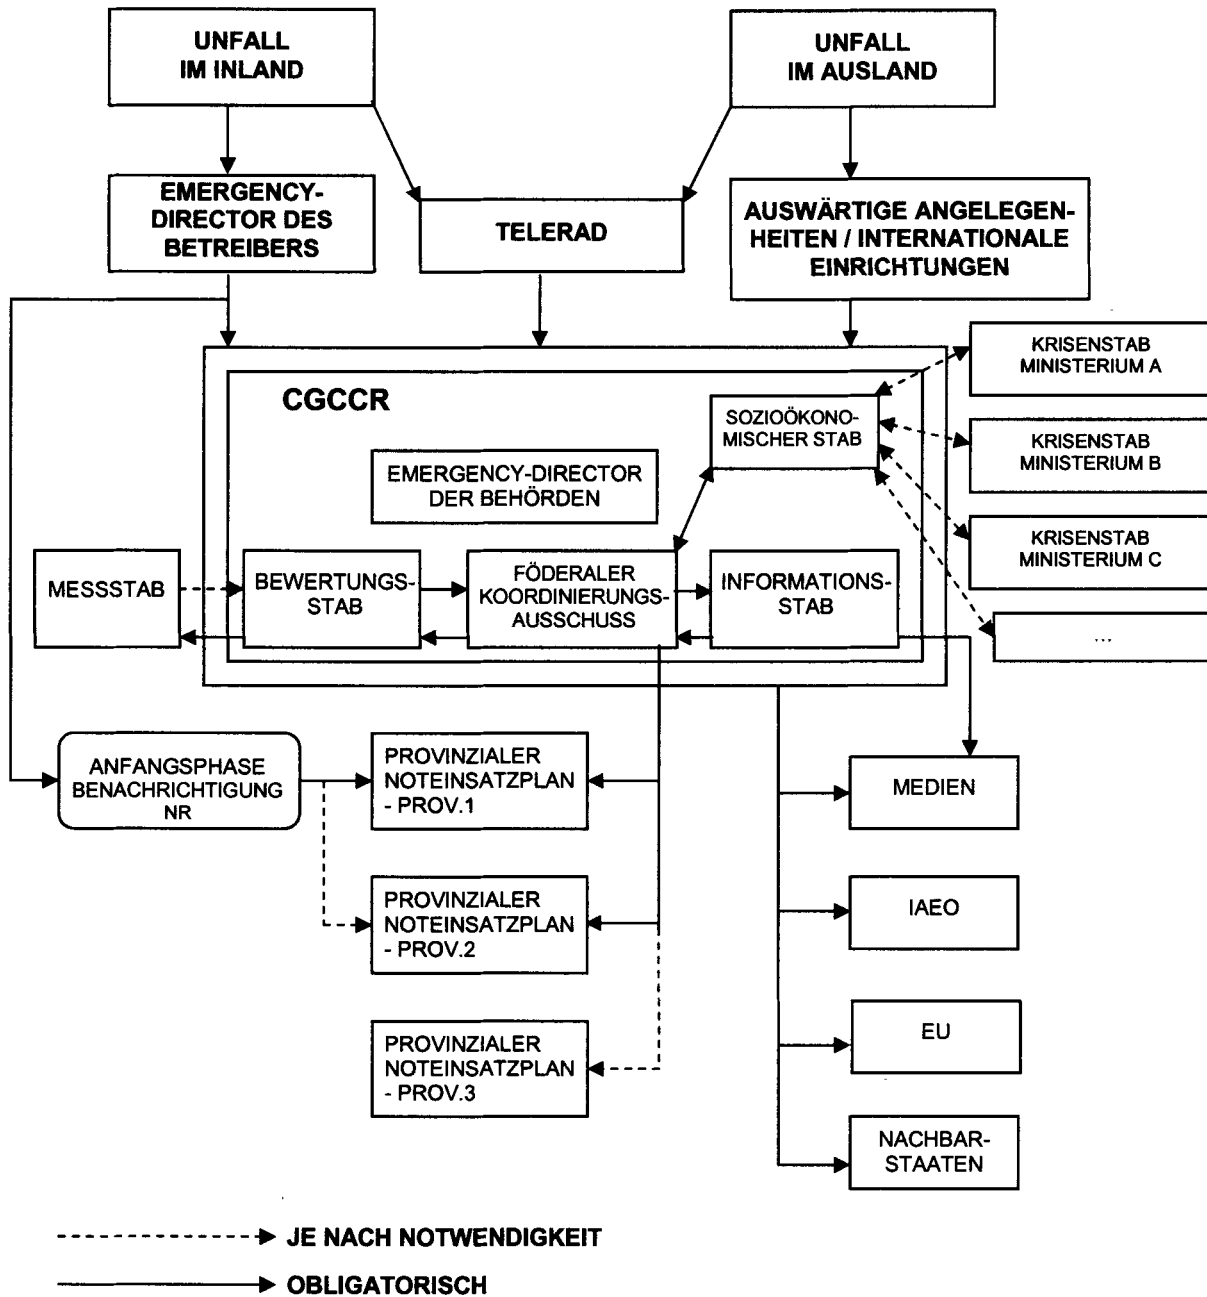 UNFALL
IM INLAND
UNFALL
IM AUSLAND
EMERGENCY-
DIRECTOR DES
BETREIBERS
TELERAD
AUSWÄRTIGE ANGELEGEN-
HEITEN / INTERNATIONALE
EINRICHTUNGEN
CGCCR
SOZIOÖKONO-
MISCHER STAB
KRISENSTAB
MINISTERIUM A
KRISENSTAB
MINISTERIUM B
KRISENSTAB
MINISTERIUM C
...
EMERGENCY-DIRECTOR
DER BEHÖRDEN
MESSSTAB
BEWERTUNGS-
STAB
FÖDERALER
KOORDINIERUNGS-
AUSSCHUSS
INFORMATIONS-
STAB
ANFANGSPHASE
BENACHRICHTIGUNG
NR
PROVINZIALER
NOTEINSATZPLAN
- PROV.1
PROVINZIALER
NOTEINSATZPLAN
- PROV.2
PROVINZIALER
NOTEINSATZPLAN
- PROV.3
MEDIEN
IAEO
EU
NACHBAR-
STAATEN
JE NACH NOTWENDIGKEIT
OBLIGATORISCH